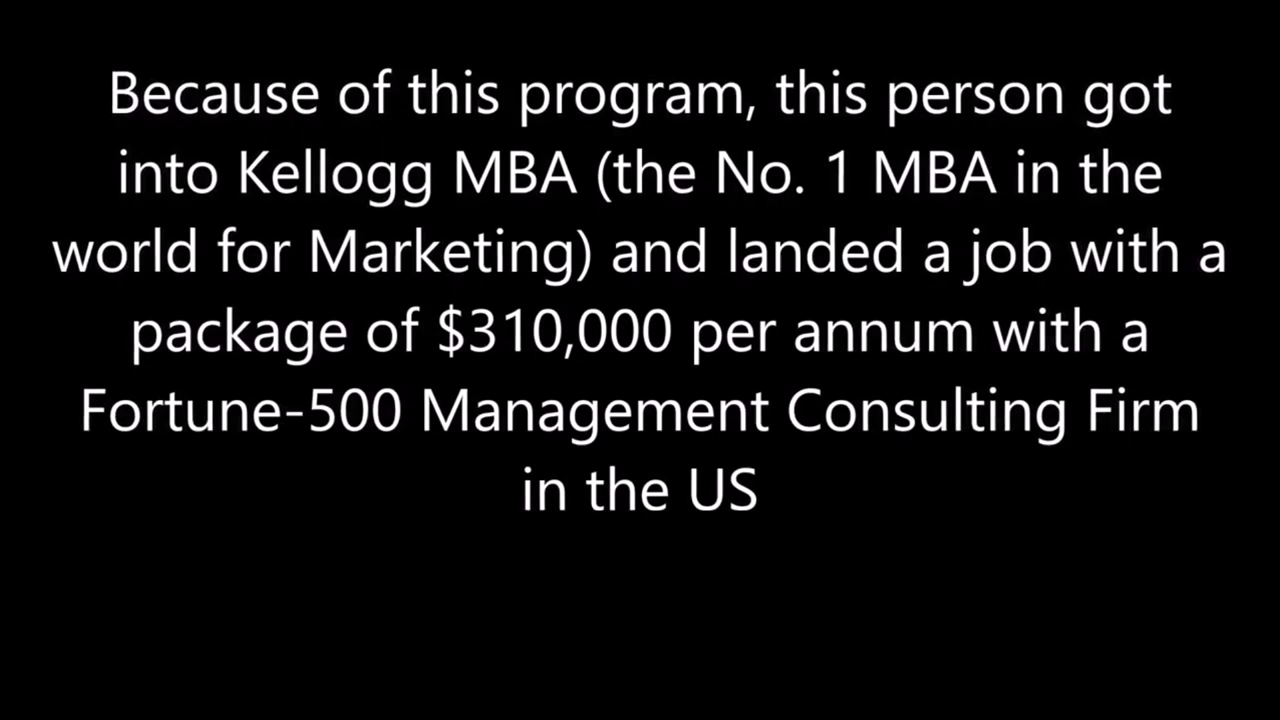 Because of this program, this person got
into Kellogg MBA (the No. 1 MBA in the
world for Marketing) and landed a job with a
package of $310,000 per annum with a
Fortune-500 Management Consulting Firm
in the US